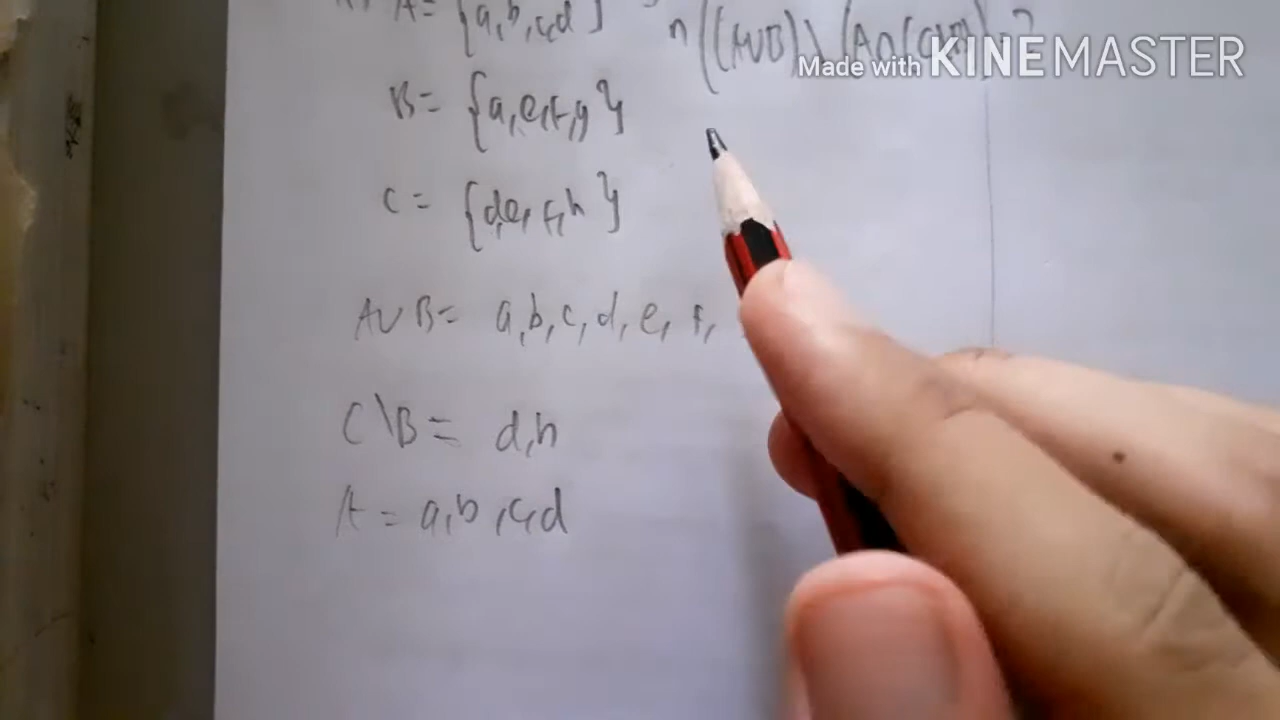 A = {a,b,c,d}
n((A∪B)\(A∩(C\B)) ?
Made with KINEMASTER
B = {a,e,f,g}
C = {d,e,f,h}
A∪B= a,b,c,d,e,f,
C\B= d,h
A = a,b,c,d